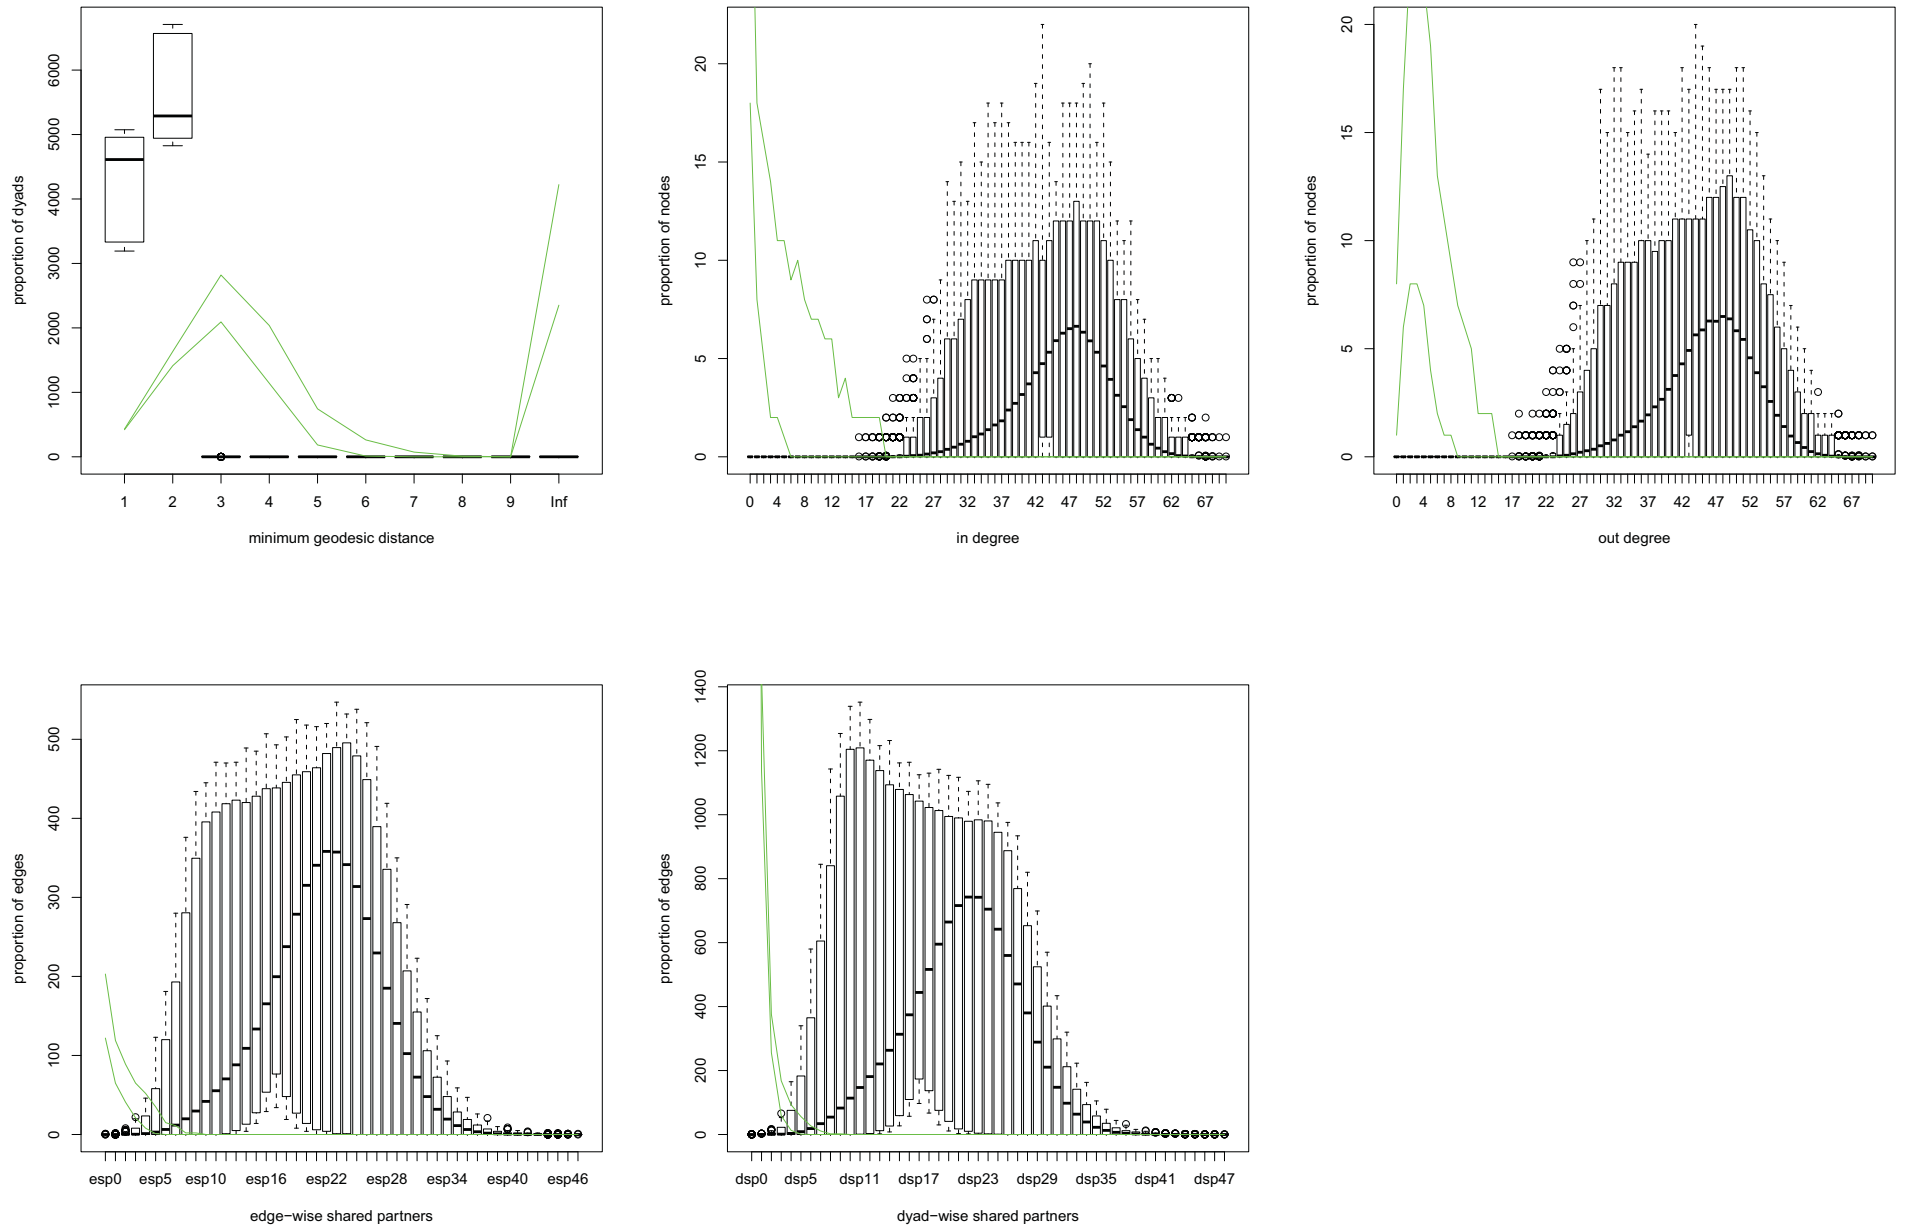 proportion of dyads
0 1000 2000 3000 4000 5000 6000
1 2 3 4 5 6 7 8 9 Inf
minimum geodesic distance
proportion of nodes
0 5 10 15 20
0 4 8 12 17 22 27 32 37 42 47 52 57 62 67
in degree
proportion of nodes
0 5 10 15 20
0 4 8 12 17 22 27 32 37 42 47 52 57 62 67
out degree
proportion of edges
0 100 200 300 400 500
esp0 esp5 esp10 esp16 esp22 esp28 esp34 esp40 esp46
edge−wise shared partners
proportion of edges
0 200 400 600 800 1000 1200 1400
dsp0 dsp5 dsp11 dsp17 dsp23 dsp29 dsp35 dsp41 dsp47
dyad−wise shared partners